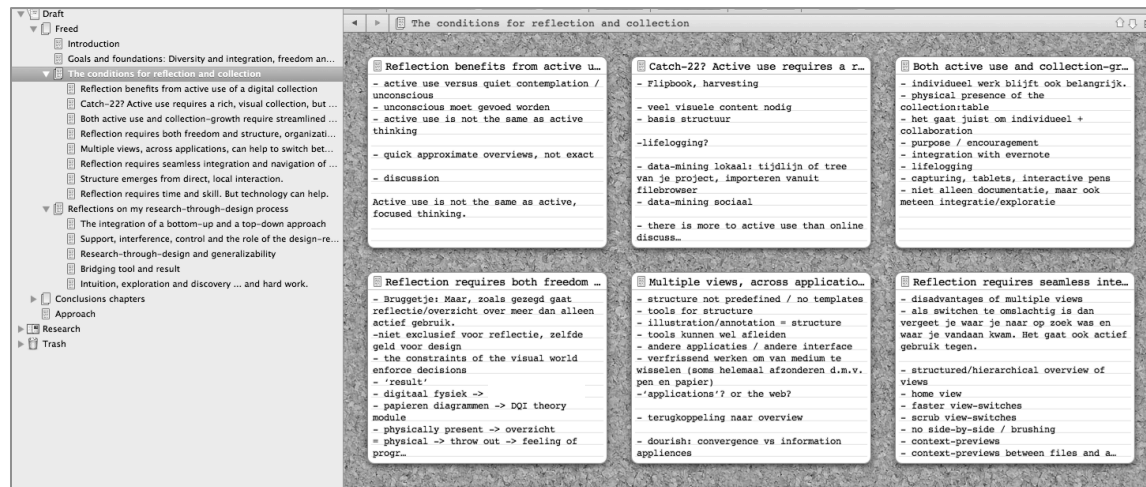 Draft
Freed
Introduction
Goals and foundations: Diversity and integration, freedom an...
The conditions for reflection and collection
Reflection benefits from active use of a digital collection
Catch-22? Active use requires a rich, visual collection, but ...
Both active use and collection-growth require streamlined ...
Reflection requires both freedom and structure, organizati...
Multiple views, across applications, can help to switch bet...
Reflection requires seamless integration and navigation of ...
Structure emerges from direct, local interaction.
Reflection requires time and skill. But technology can help.
Reflections on my research-through-design process
The integration of a bottom-up and a top-down approach
Support, interference, control and the role of the design-re...
Research-through-design and generalizability
Bridging tool and result
Intuition, exploration and discovery ... and hard work.
Conclusions chapters
Approach
Research
Trash
The conditions for reflection and collection
Reflection benefits from active u...
- active use versus quiet contemplation /
unconscious
- unconscious moet gevoed worden
- active use is not the same as active
thinking
- quick approximate overviews, not exact
- discussion
Active use is not the same as active,
focused thinking.
Catch-22? Active use requires a r...
- Flipbook, harvesting
- veel visuele content nodig
- basis structuur
-lifelogging?
- data-mining lokaal: tijdlijn of tree
van je project, importeren vanuit
filebrowser
- data-mining sociaal
- there is more to active use than online
discuss…
Both active use and collection-gr...
- individueel werk blijft ook belangrijk.
- physical presence of the
collection:table
- het gaat juist om individueel +
collaboration
- purpose / encouragement
- integration with evernote
- lifelogging
- capturing, tablets, interactive pens
- niet alleen documentatie, maar ook
meteen integratie/exploratie
Reflection requires both freedom ...
- Bruggetje: Maar, zoals gezegd gaat
reflectie/overzicht over meer dan alleen
actief gebruik.
-niet exclusief voor reflectie, zelfde
geld voor design
- the constraints of the visual world
enforce decisions
- 'result'
- digitaal fysiek ->
- papieren diagrammen -> DQI theory
module
- physically present -> overzicht
= physical -> throw out -> feeling of
progr…
Multiple views, across applicatio...
- structure not predefined / no templates
- tools for structure
- illustration/annotation = structure
- tools kunnen wel afleiden
- andere applicaties / andere interface
- verfrissend werken om van medium te
wisselen (soms helemaal afzonderen d.m.v.
pen en papier)
-'applications'? or the web?
- terugkoppeling naar overview
- dourish: convergence vs information
appliences
Reflection requires seamless inte...
- disadvantages of multiple views
- als switchen te omslachtig is dan
vergeet je waar je naar op zoek was en
waar je vandaan kwam. Het gaat ook actief
gebruik tegen.
- structured/hierarchical overview of
views
- home view
- faster view-switches
- scrub view-switches
- no side-by-side / brushing
- context-previews
- context-previews between files and a…